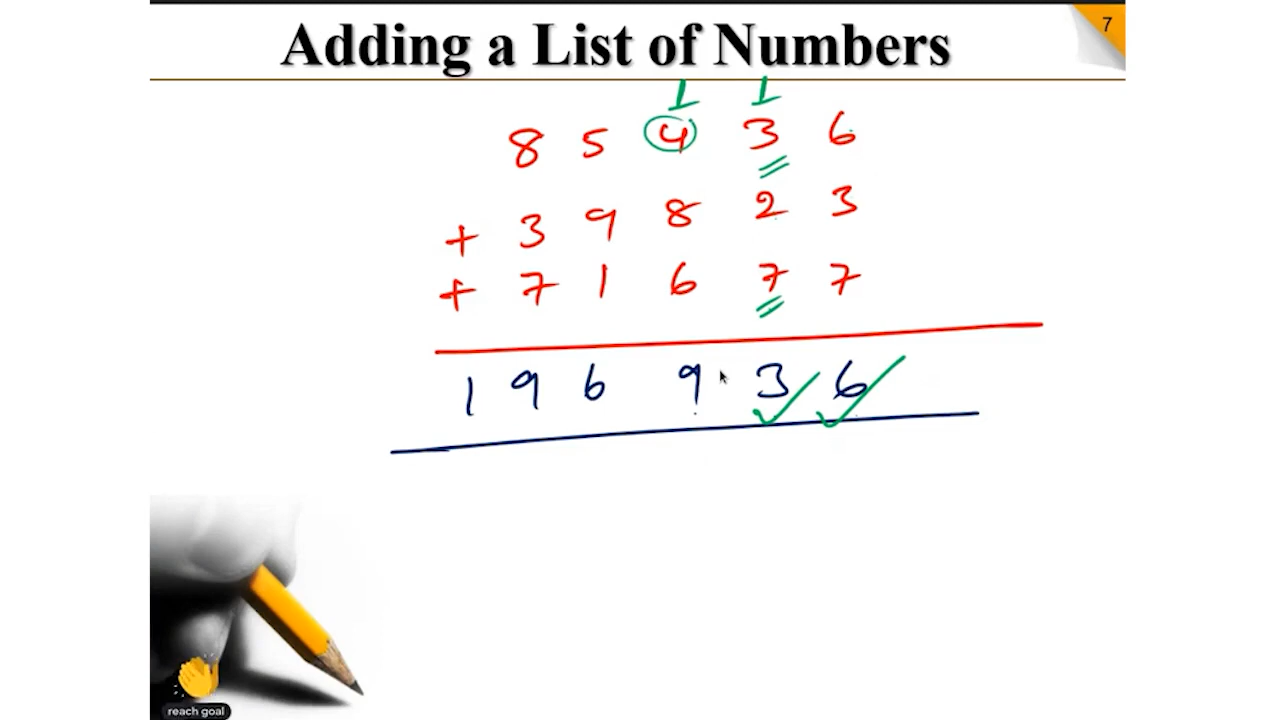 7
Adding a List of Numbers
1 1
8 5 4 3 6
+ 3 9 8 2 3
+ 7 1 6 7 7
1 9 6 9 3 6
reach goal